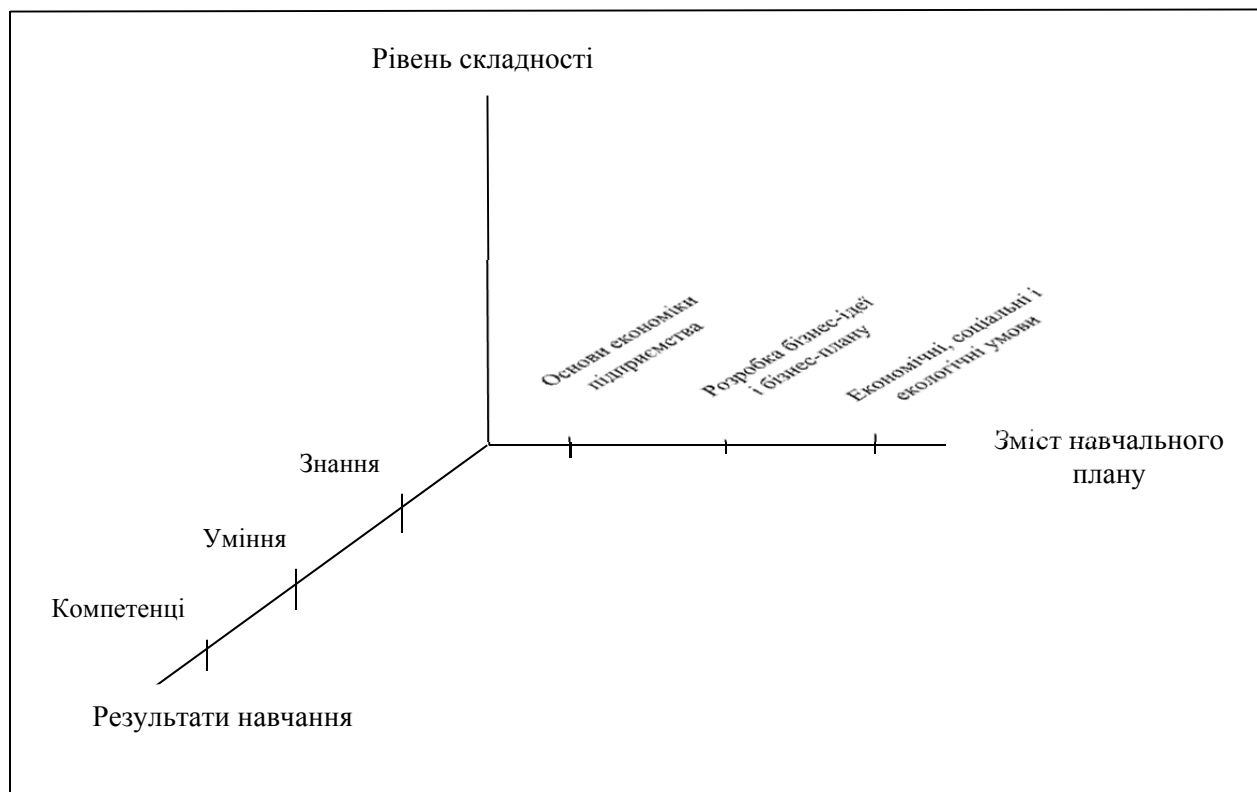 Рівень складності
Основи економіки
підприємства
Розробка бізнес-ідеї
і бізнес-плану
Економічні, соціальні і
екологічні умови
Зміст навчального
плану
Знання
Уміння
Компетенці
Результати навчання